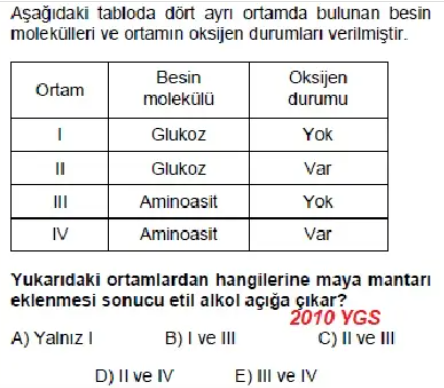 Aşağıdaki tabloda dört ayrı ortamda bulunan besin
molekülleri ve ortamın oksijen durumları verilmiştir.
Ortam Besin molekülü Oksijen durumu
I Glukoz Yok
II Glukoz Var
III Aminoasit Yok
IV Aminoasit Var
Yukarıdaki ortamlardan hangilerine maya mantarı
eklenmesi sonucu etil alkol açığa çıkar?
2010 YGS
A) Yalnız I B) I ve III C) II ve III
D) II ve IV E) III ve IV